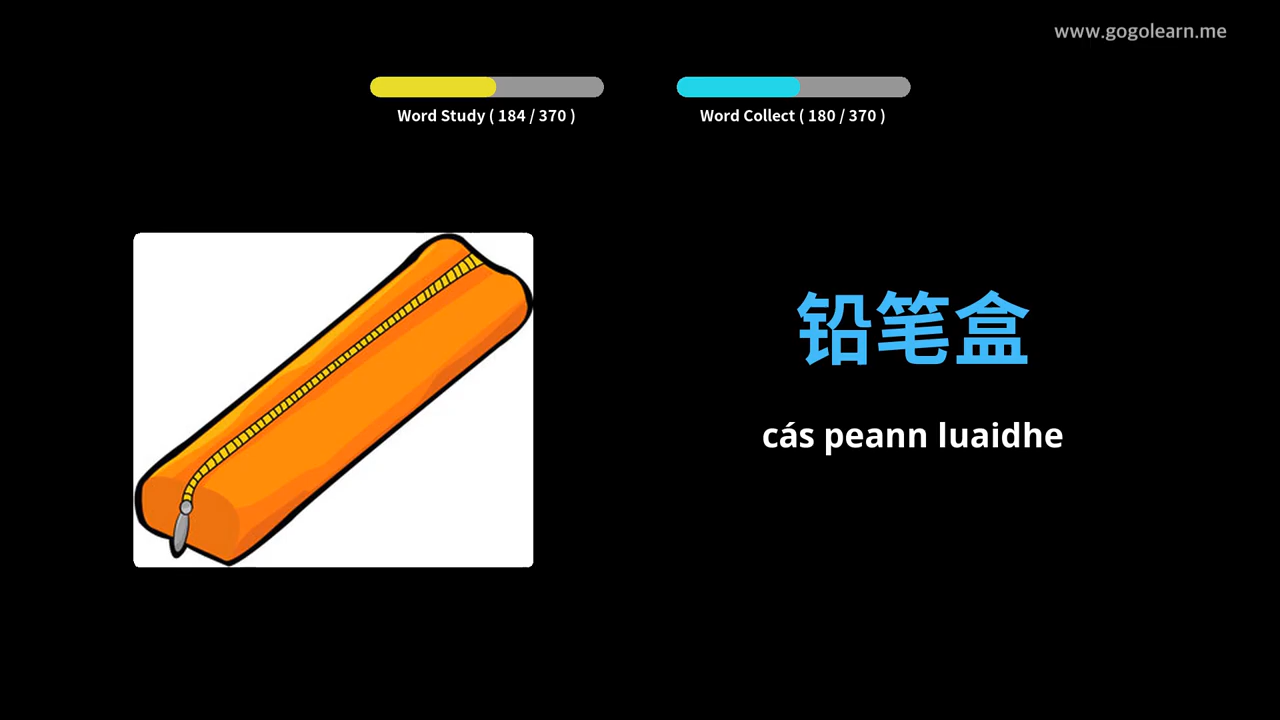 www.gogolearn.me
Word Study ( 184 / 370 )
Word Collect ( 180 / 370 )
铅笔盒
cás peann luaidhe